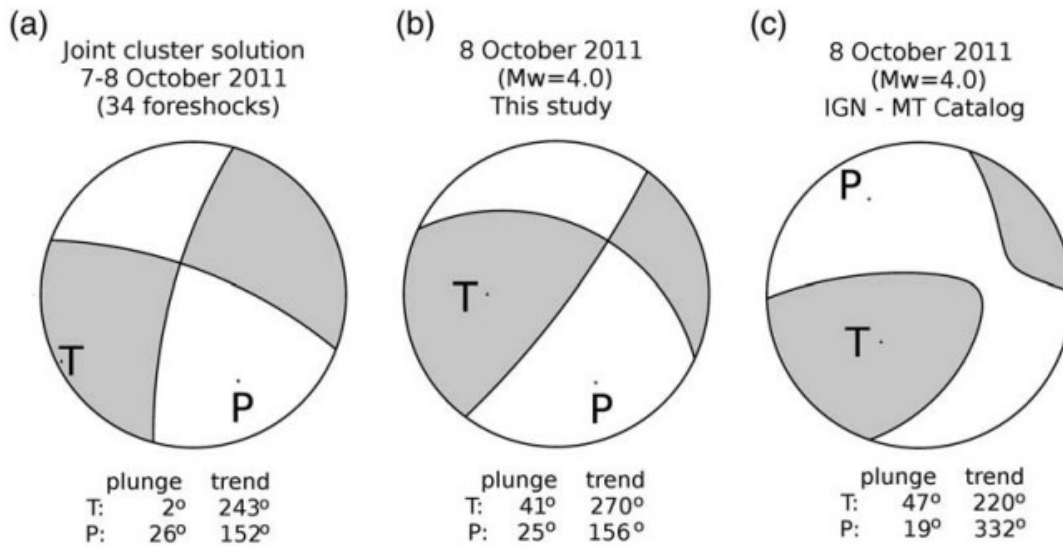 (a)
Joint cluster solution
7-8 October 2011
(34 foreshocks)
T
P
plunge trend
T: 2º 243º
P: 26º 152º
(b)
8 October 2011
(Mw=4.0)
This study
T
P
plunge trend
T: 41º 270º
P: 25º 156º
(c)
8 October 2011
(Mw=4.0)
IGN - MT Catalog
P
T
plunge trend
T: 47º 220º
P: 19º 332º